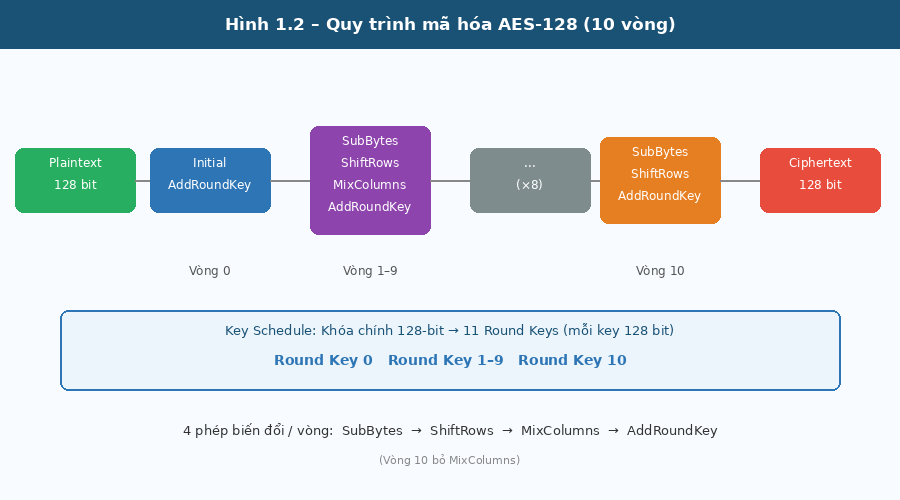 Hình 1.2 – Quy trình mã hóa AES-128 (10 vòng)
Plaintext
128 bit
Initial
AddRoundKey
SubBytes
ShiftRows
MixColumns
AddRoundKey
...
(×8)
SubBytes
ShiftRows
AddRoundKey
Ciphertext
128 bit
Vòng 0
Vòng 1–9
Vòng 10
Key Schedule: Khóa chính 128-bit → 11 Round Keys (mỗi key 128 bit)
Round Key 0 Round Key 1–9 Round Key 10
4 phép biến đổi / vòng: SubBytes → ShiftRows → MixColumns → AddRoundKey
(Vòng 10 bỏ MixColumns)